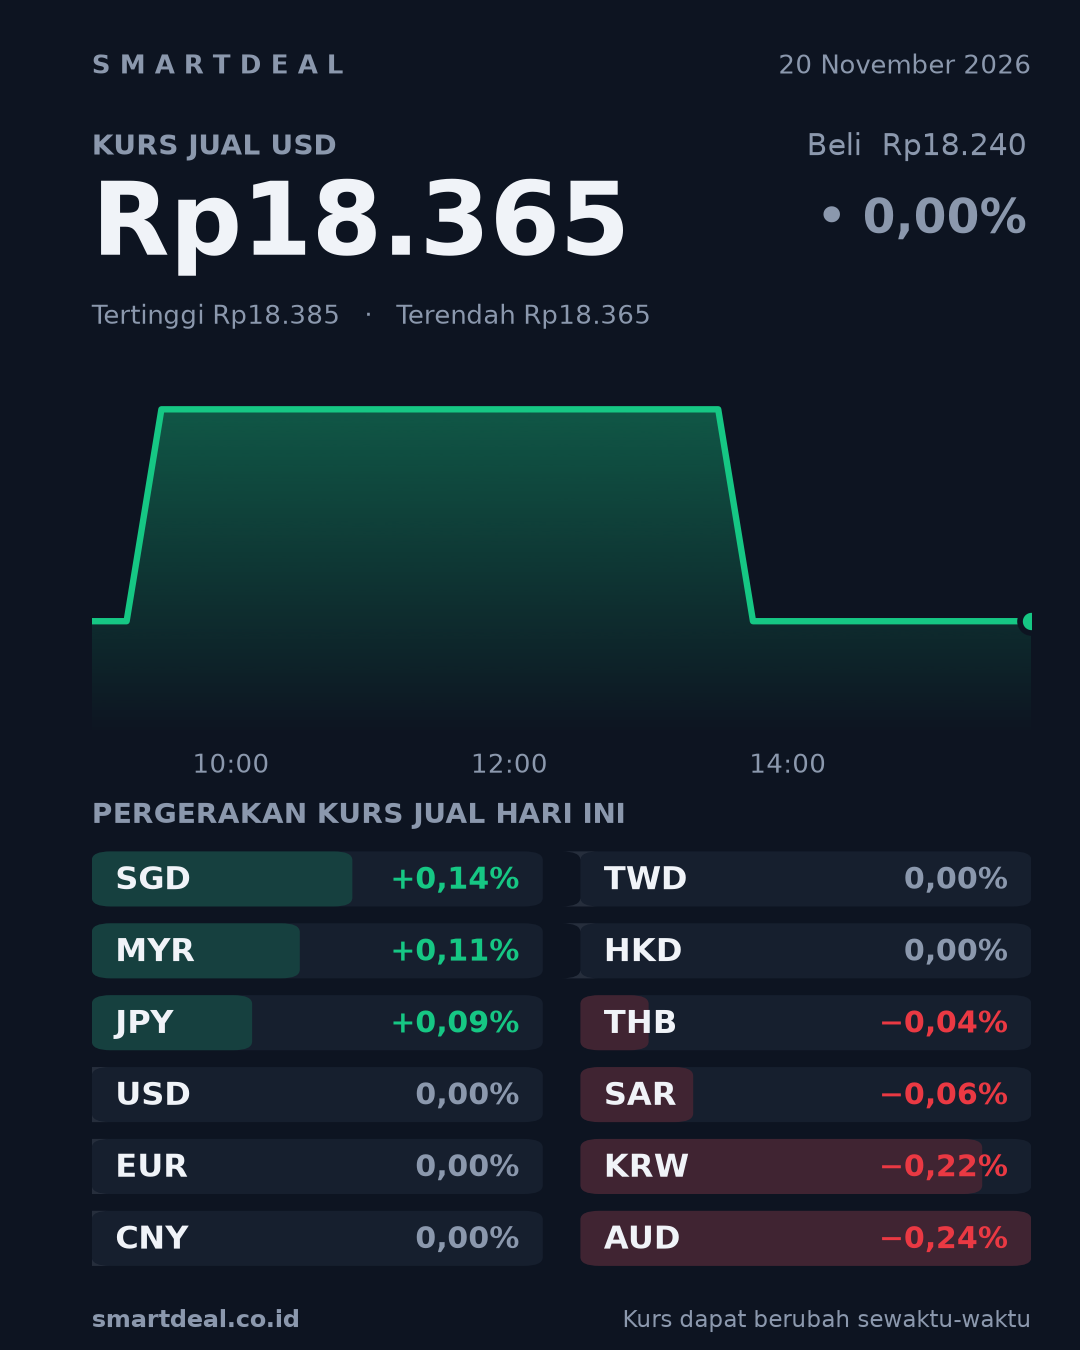 SMARTDEAL
20 November 2026
KURS JUAL USD
Beli Rp18.240
Rp18.365
• 0,00%
Tertinggi Rp18.385 · Terendah Rp18.365
10:00 12:00 14:00
PERGERAKAN KURS JUAL HARI INI
SGD +0,14%
MYR +0,11%
JPY +0,09%
USD 0,00%
EUR 0,00%
CNY 0,00%
TWD 0,00%
HKD 0,00%
THB −0,04%
SAR −0,06%
KRW −0,22%
AUD −0,24%
smartdeal.co.id
Kurs dapat berubah sewaktu-waktu